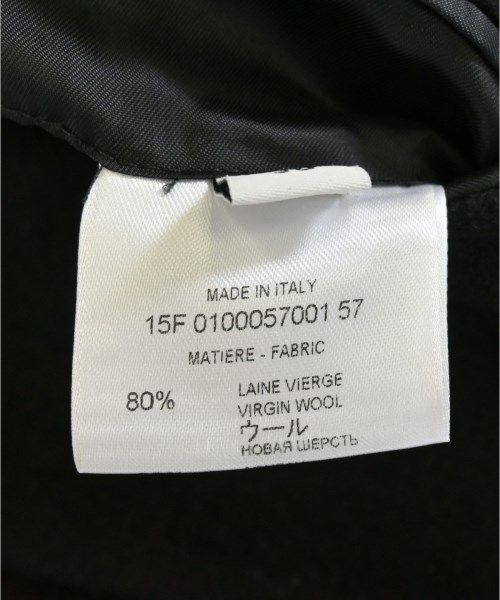 MADE IN ITALY
15F 0100057001 57
MATIERE - FABRIC
80% LAINE VIERGE
VIRGIN WOOL
ウール
НОВАЯ ШЕРСТЬ